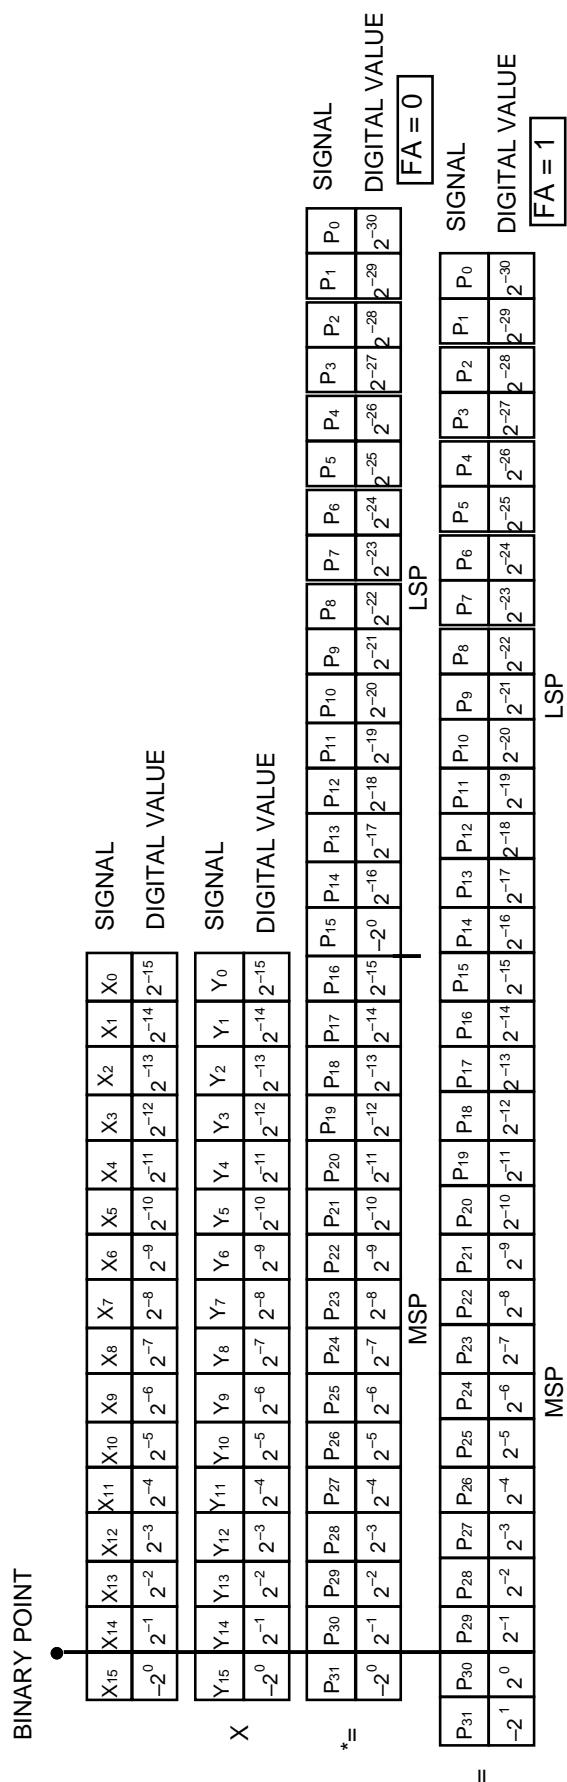 BINARY POINT
X15 X14 X13 X12 X11 X10 X9 X8 X7 X6 X5 X4 X3 X2 X1 X0 SIGNAL
–2^0 2^–1 2^–2 2^–3 2^–4 2^–5 2^–6 2^–7 2^–8 2^–9 2^–10 2^–11 2^–12 2^–13 2^–14 2^–15 DIGITAL VALUE
X
Y15 Y14 Y13 Y12 Y11 Y10 Y9 Y8 Y7 Y6 Y5 Y4 Y3 Y2 Y1 Y0 SIGNAL
–2^0 2^–1 2^–2 2^–3 2^–4 2^–5 2^–6 2^–7 2^–8 2^–9 2^–10 2^–11 2^–12 2^–13 2^–14 2^–15 DIGITAL VALUE
*=
P31 P30 P29 P28 P27 P26 P25 P24 P23 P22 P21 P20 P19 P18 P17 P16 P15 P14 P13 P12 P11 P10 P9 P8 P7 P6 P5 P4 P3 P2 P1 P0 SIGNAL
–2^0 2^–1 2^–2 2^–3 2^–4 2^–5 2^–6 2^–7 2^–8 2^–9 2^–10 2^–11 2^–12 2^–13 2^–14 2^–15 –2^0 2^–16 2^–17 2^–18 2^–19 2^–20 2^–21 2^–22 2^–23 2^–24 2^–25 2^–26 2^–27 2^–28 2^–29 2^–30 DIGITAL VALUE
MSP LSP FA = 0
=
P31 P30 P29 P28 P27 P26 P25 P24 P23 P22 P21 P20 P19 P18 P17 P16 P15 P14 P13 P12 P11 P10 P9 P8 P7 P6 P5 P4 P3 P2 P1 P0 SIGNAL
–2^1 2^0 2^–1 2^–2 2^–3 2^–4 2^–5 2^–6 2^–7 2^–8 2^–9 2^–10 2^–11 2^–12 2^–13 2^–14 2^–15 2^–16 2^–17 2^–18 2^–19 2^–20 2^–21 2^–22 2^–23 2^–24 2^–25 2^–26 2^–27 2^–28 2^–29 2^–30 DIGITAL VALUE
MSP LSP FA = 1